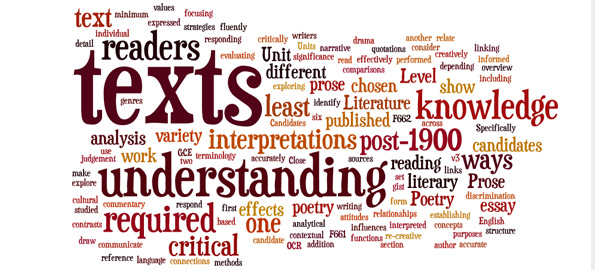 text minimum values focusing
individual expressed strategies fluently
detail readers responding critically writers drama another relate
evaluating Unit Units narrative quotations consider linking
texts different significance read effectively performed creatively informed
exploring comparisons depending overview
genres prose chosen Level show including
least identify Literature knowledge
Candidates six published F662 across
analysis variety interpretations post-1900 Specifically
candidates
use GCE terminology accurately Close sources reading v3 ways
judgement work two links
make understanding set literary Prose
explore gist
cultural commentary respond first effects poetry writing form Poetry discrimination
studied required based one analytical attitudes relationships establishing essay
contrasts influences interpreted concepts English
draw communicate critical candidate contextual F661 functions re-creative purposes structure
OCR addition section author accurate
reference language connections methods